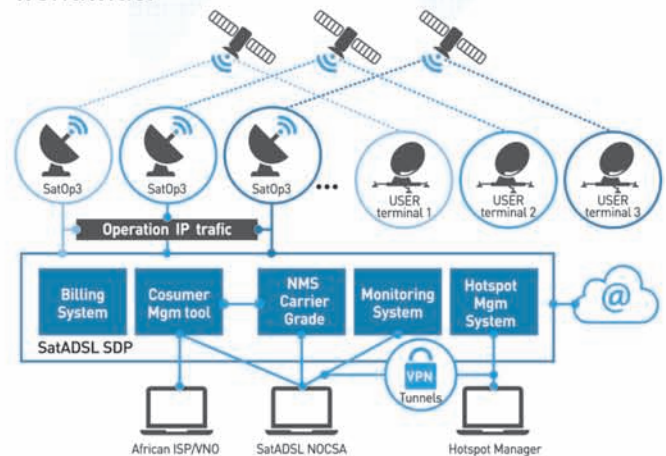 SatOp3
SatOp3
SatOp3
...
USER
terminal 1
USER
terminal 2
USER
terminal 3
Operation IP trafic
Billing
System
Cosumer
Mgm tool
NMS
Carrier
Grade
Monitoring
System
Hotspot
Mgm
System
@
SatADSL SDP
VPN
Tunnels
African ISP/VNO
SatADSL NOCSA
Hotspot Manager